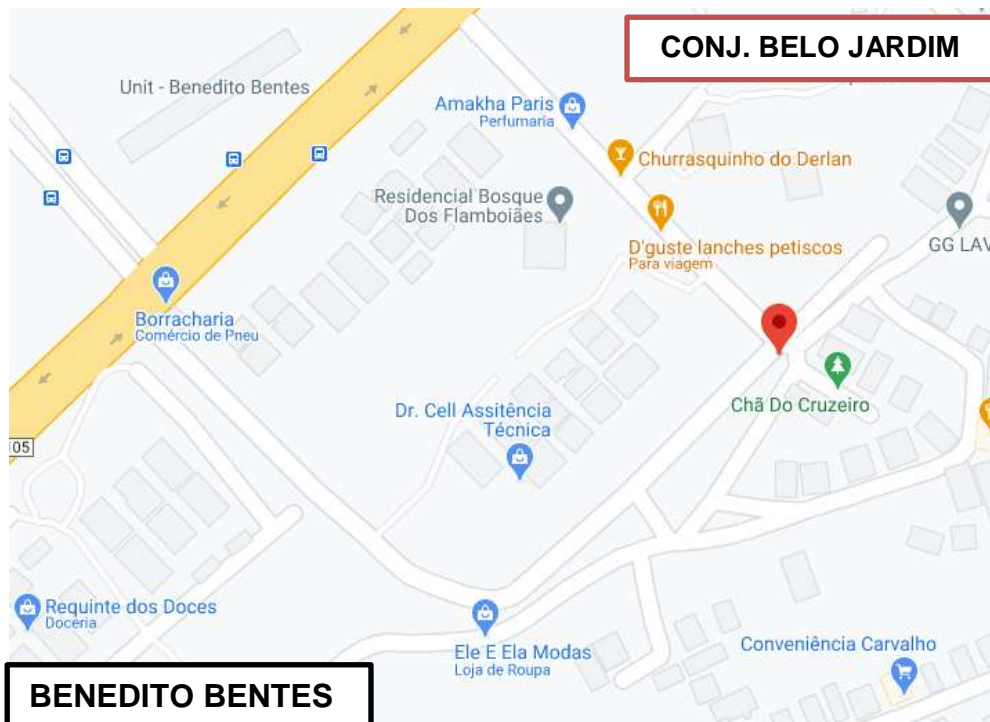 CONJ. BELO JARDIM
Unit - Benedito Bentes
Amakha Paris
Perfumaria
Churrasquinho do Derlan
Residencial Bosque
Dos Flamboiães
D'guste lanches petiscos
Para viagem
GG LAV
Borracharia
Comércio de Pneu
Chã Do Cruzeiro
Dr. Cell Assitência
Técnica
05
Requinte dos Doces
Doceria
Ele E Ela Modas
Loja de Roupa
Conveniência Carvalho
BENEDITO BENTES